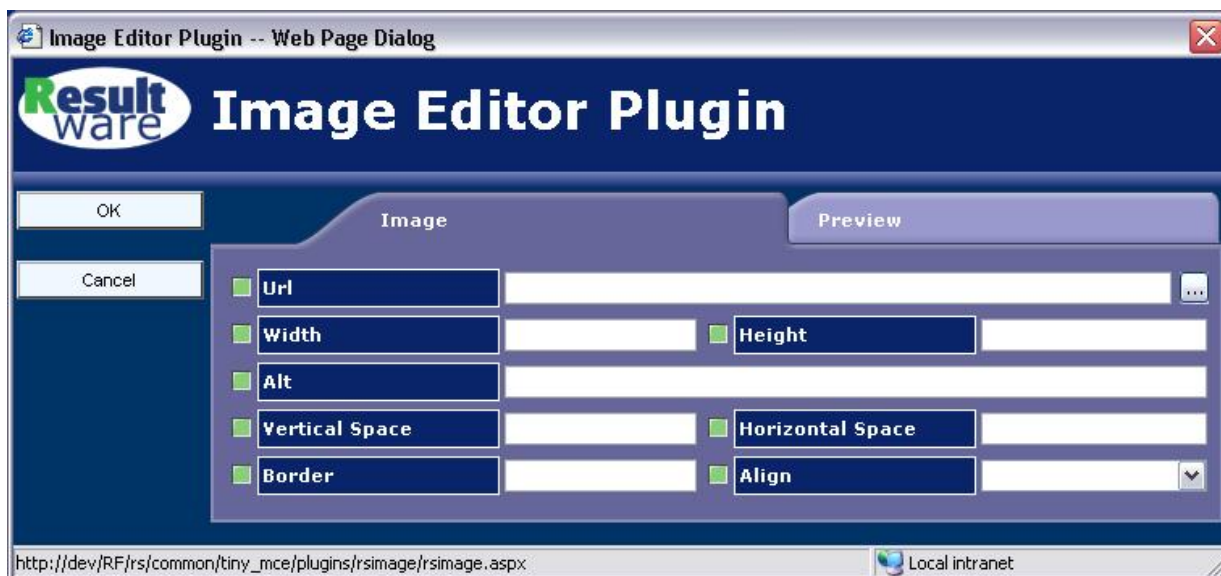 Image Editor Plugin -- Web Page Dialog
Result
ware
Image Editor Plugin
OK
Cancel
Image
Preview
Url
...
Width
Height
Alt
Vertical Space
Horizontal Space
Border
Align
http://dev/RF/rs/common/tiny_mce/plugins/rsimage/rsimage.aspx
Local intranet